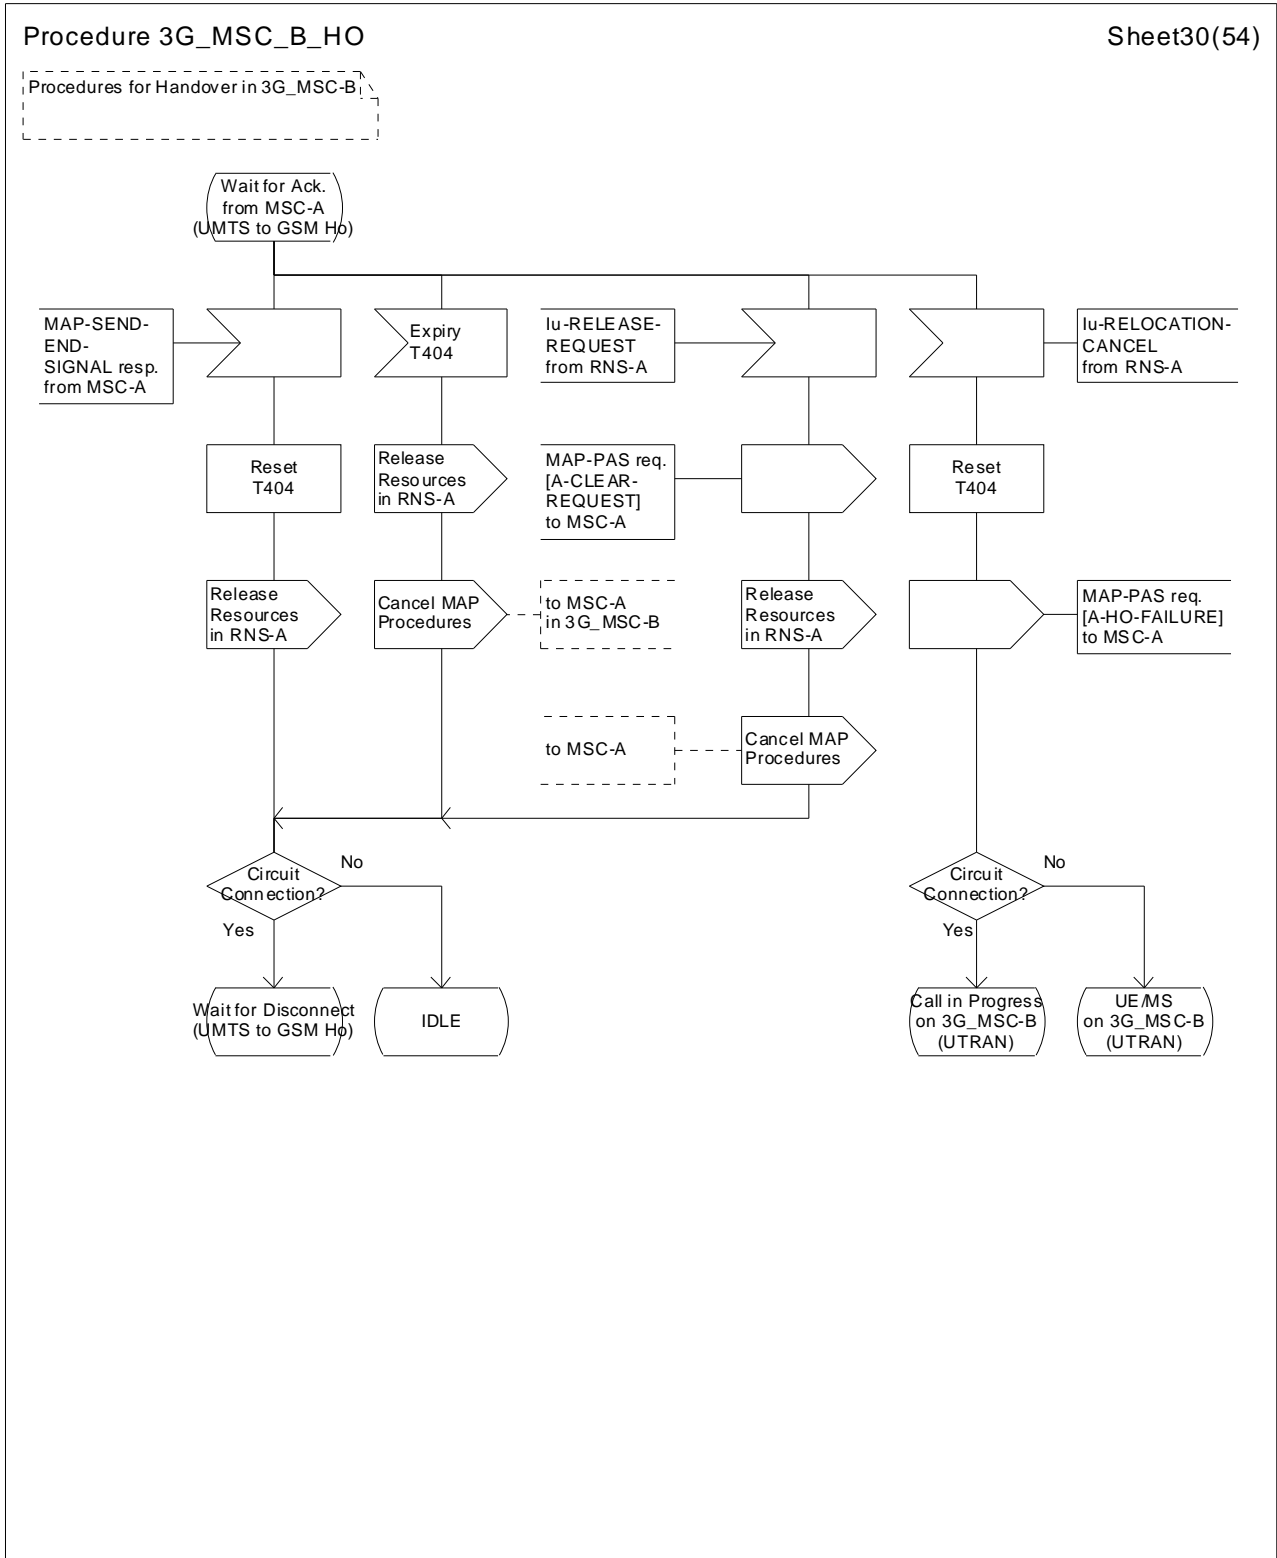 Procedure 3G_MSC_B_HO
Sheet30(54)
Procedures for Handover in 3G_MSC-B
Wait for Ack.
from MSC-A
(UMTS to GSM Ho)
MAP-SEND-
END-
SIGNAL resp.
from MSC-A
Expiry
T404
Iu-RELEASE-
REQUEST
from RNS-A
Iu-RELOCATION-
CANCEL
from RNS-A
Reset
T404
Release
Resources
in RNS-A
MAP-PAS req.
[A-CLEAR-
REQUEST]
to MSC-A
Reset
T404
Release
Resources
in RNS-A
Cancel MAP
Procedures
to MSC-A
in 3G_MSC-B
Release
Resources
in RNS-A
MAP-PAS req.
[A-HO-FAILURE]
to MSC-A
to MSC-A
Cancel MAP
Procedures
Circuit
Connection?
No
Yes
Circuit
Connection?
No
Yes
Wait for Disconnect
(UMTS to GSM Ho)
IDLE
Call in Progress
on 3G_MSC-B
(UTRAN)
UE/MS
on 3G_MSC-B
(UTRAN)